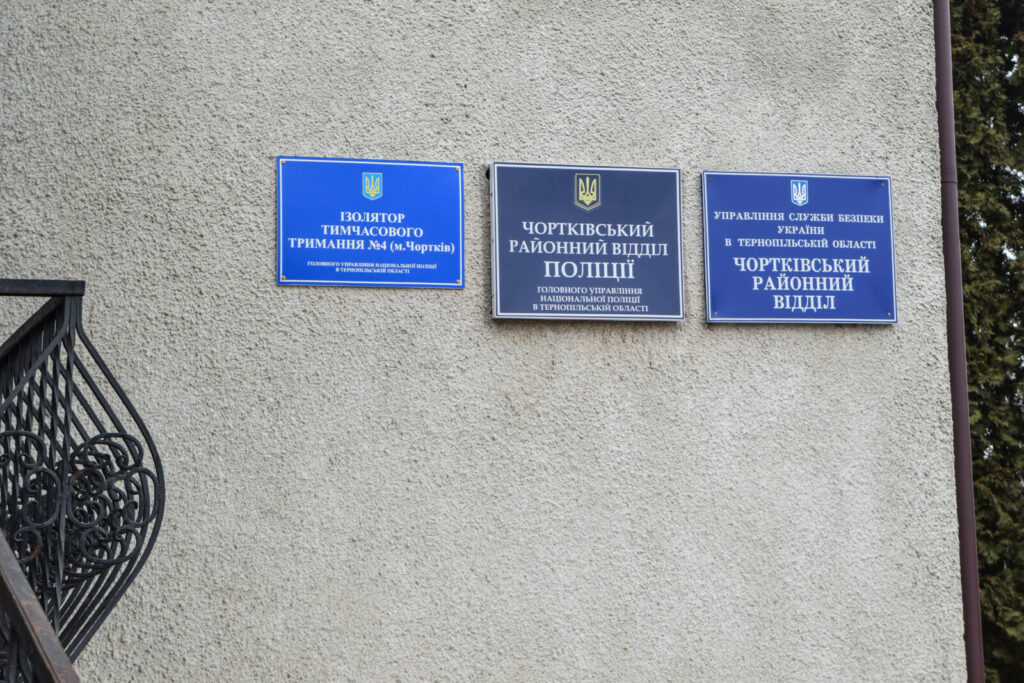 ІЗОЛЯТОР
ТИМЧАСОВОГО
ТРИМАННЯ №4 (м.Чортків)
ГОЛОВНОГО УПРАВЛІННЯ НАЦІОНАЛЬНОЇ ПОЛІЦІЇ
В ТЕРНОПІЛЬСЬКІЙ ОБЛАСТІ
ЧОРТКІВСЬКИЙ
РАЙОННИЙ ВІДДІЛ
ПОЛІЦІЇ
ГОЛОВНОГО УПРАВЛІННЯ
НАЦІОНАЛЬНОЇ ПОЛІЦІЇ
В ТЕРНОПІЛЬСЬКІЙ ОБЛАСТІ
УПРАВЛІННЯ СЛУЖБИ БЕЗПЕКИ
УКРАЇНИ
В ТЕРНОПІЛЬСЬКІЙ ОБЛАСТІ
ЧОРТКІВСЬКИЙ
РАЙОННИЙ
ВІДДІЛ